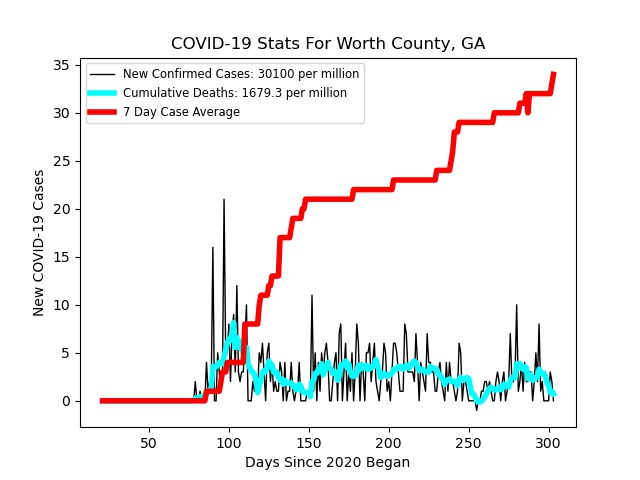 COVID-19 Stats For Worth County, GA
New Confirmed Cases: 30100 per million
Cumulative Deaths: 1679.3 per million
7 Day Case Average
35
30
25
20
15
10
5
0
New COVID-19 Cases
50 100 150 200 250 300
Days Since 2020 Began